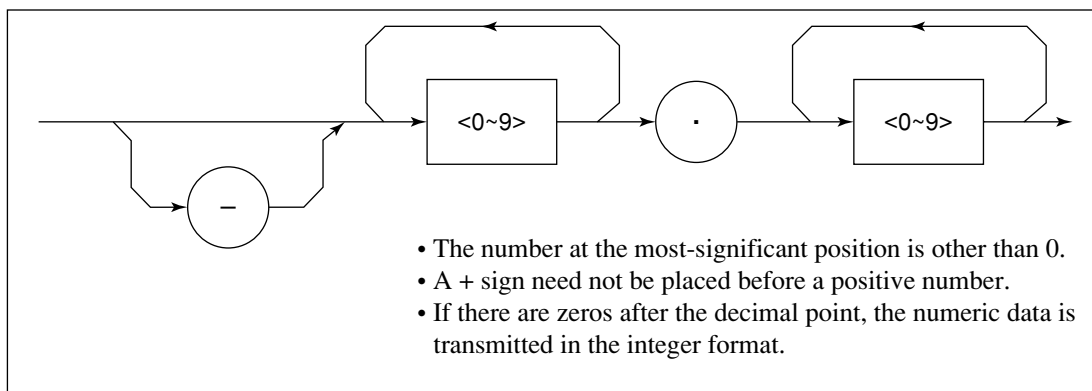 <0~9>
.
<0~9>
–
• The number at the most-significant position is other than 0.
• A + sign need not be placed before a positive number.
• If there are zeros after the decimal point, the numeric data is
transmitted in the integer format.